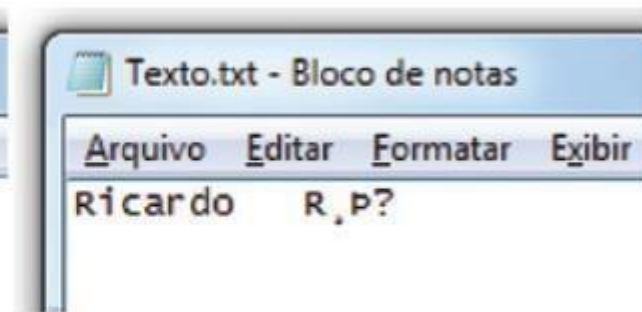 Texto.txt - Bloco de notas
Arquivo Editar Formatar Exibir
Ricardo R¸Þ?